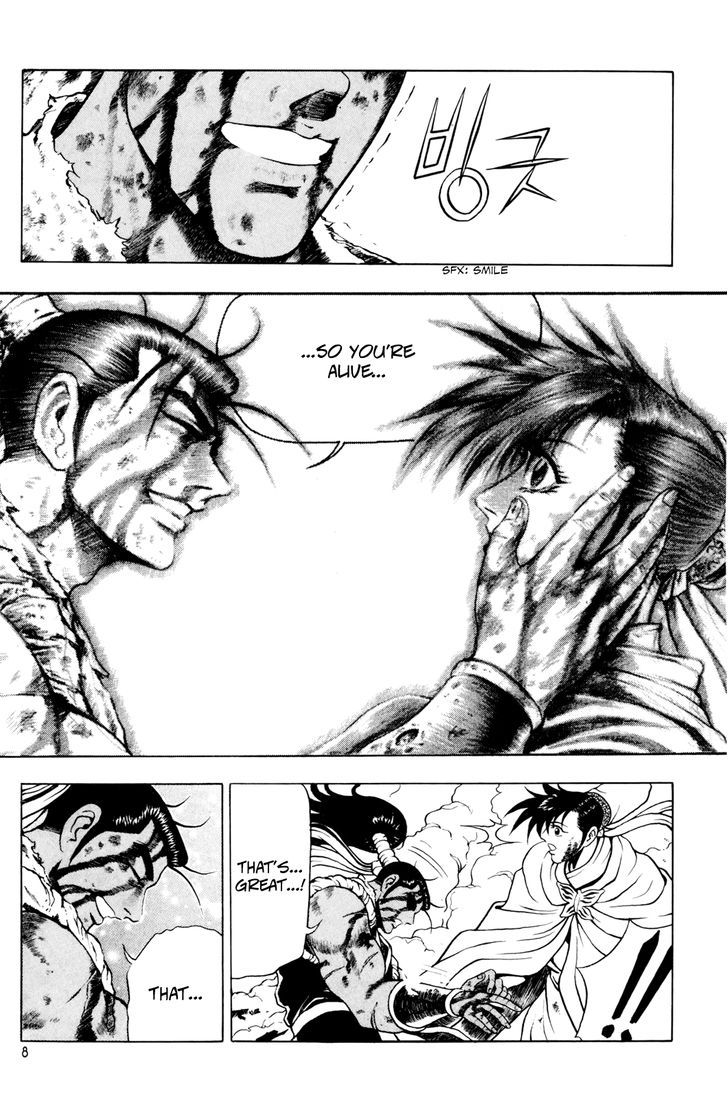 빙긋
SFX: SMILE
...SO YOU'RE
ALIVE...
THAT...
THAT'S...
GREAT...!
!!
8